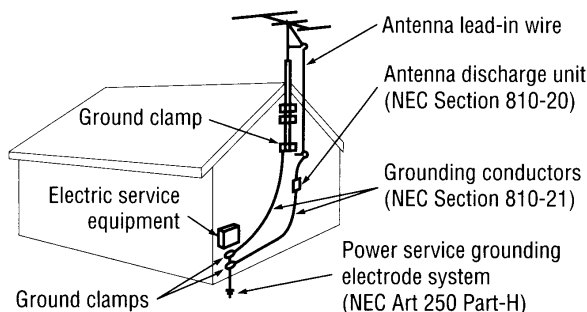 Antenna lead-in wire
Antenna discharge unit
(NEC Section 810-20)
Ground clamp
Grounding conductors
(NEC Section 810-21)
Electric service
equipment
Power service grounding
electrode system
(NEC Art 250 Part-H)
Ground clamps